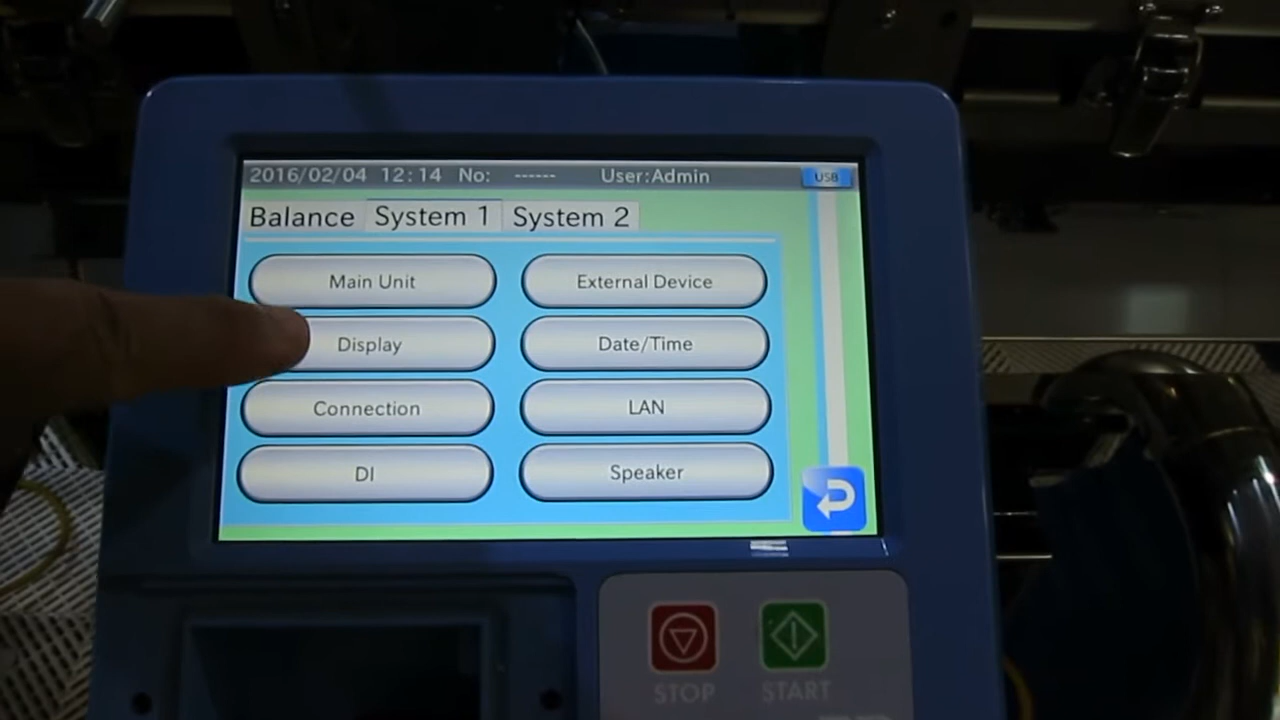 2016/02/04 12:14 No: ------ User:Admin USB
Balance System 1 System 2
Main Unit External Device
Display Date/Time
Connection LAN
DI Speaker
STOP START